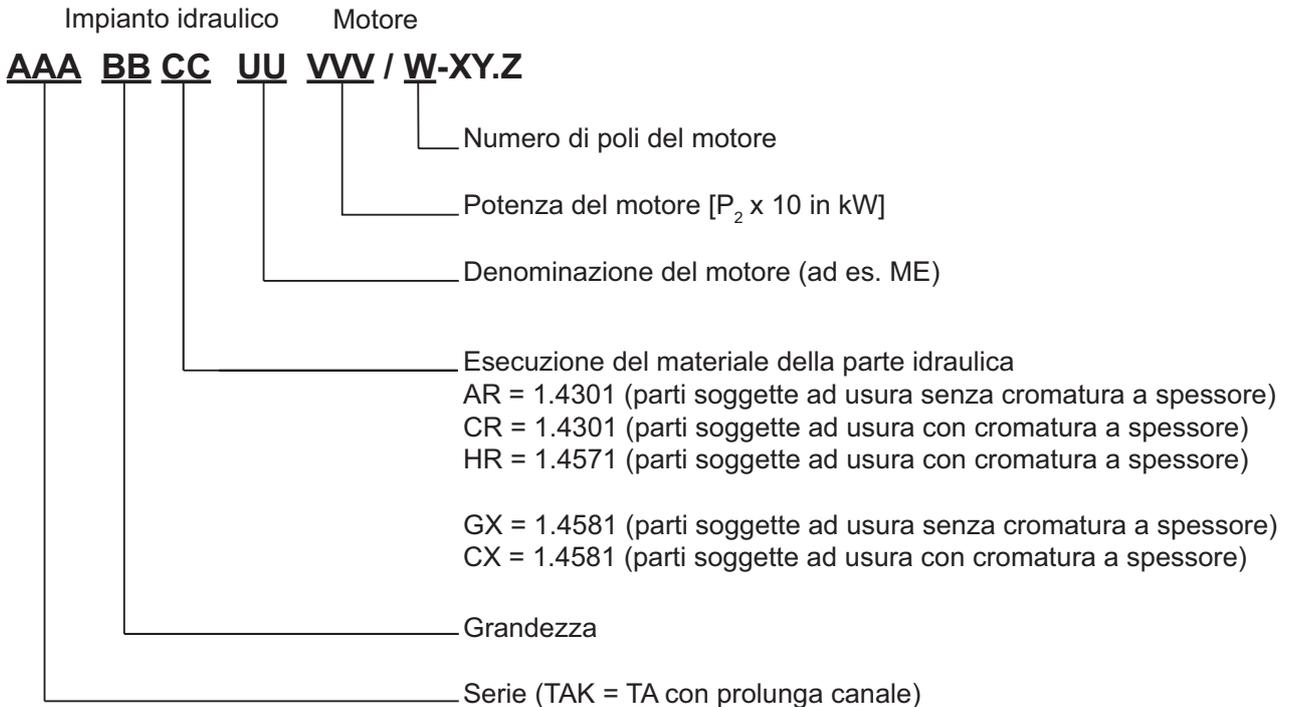 Impianto idraulico Motore
AAA BB CC UU VVV / W-XY.Z
Numero di poli del motore
Potenza del motore [P2 x 10 in kW]
Denominazione del motore (ad es. ME)
Esecuzione del materiale della parte idraulica
AR = 1.4301 (parti soggette ad usura senza cromatura a spessore)
CR = 1.4301 (parti soggette ad usura con cromatura a spessore)
HR = 1.4571 (parti soggette ad usura con cromatura a spessore)
GX = 1.4581 (parti soggette ad usura senza cromatura a spessore)
CX = 1.4581 (parti soggette ad usura con cromatura a spessore)
Grandezza
Serie (TAK = TA con prolunga canale)